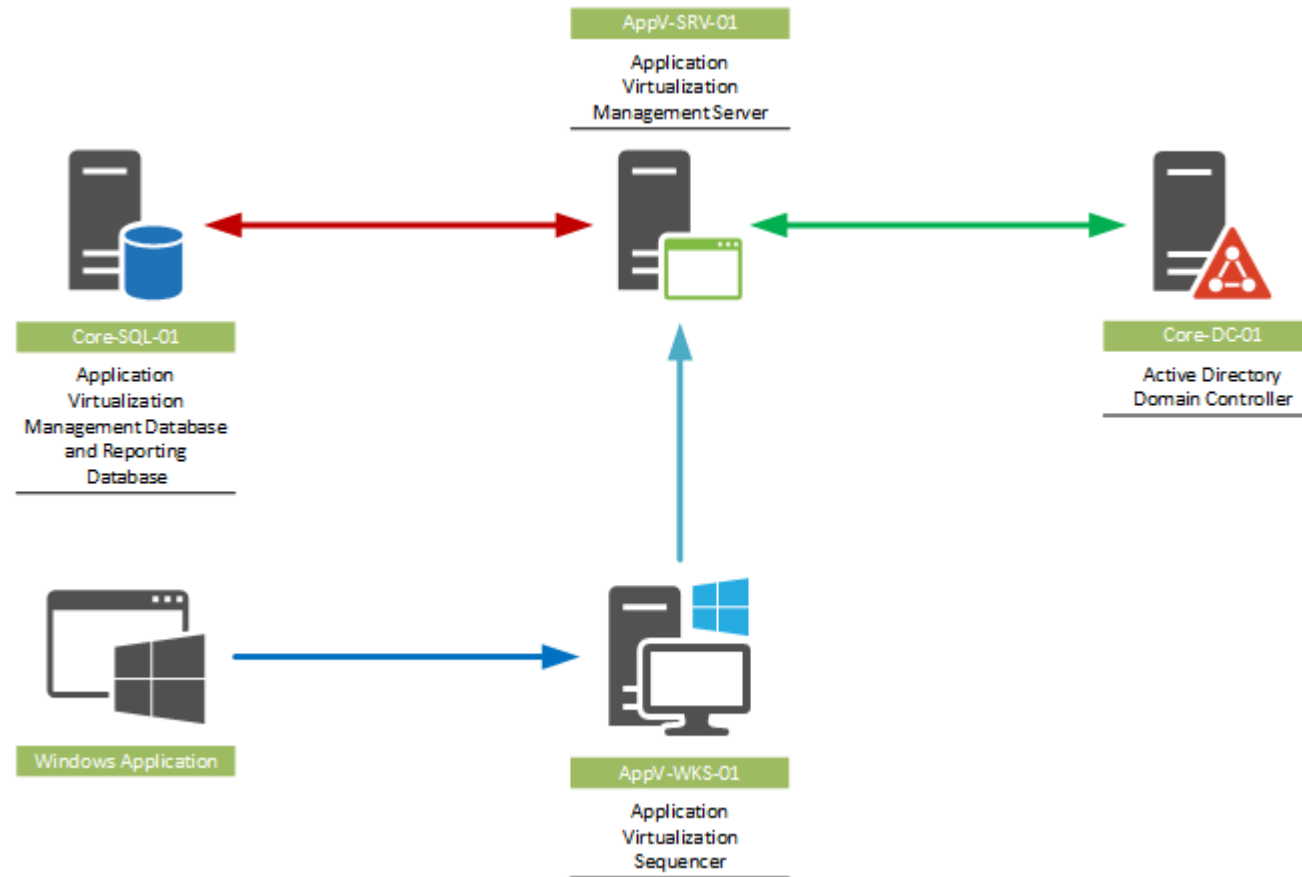 AppV-SRV-01
Application
Virtualization
Management Server
Core-SQL-01
Application
Virtualization
Management Database
and Reporting
Database
Core-DC-01
Active Directory
Domain Controller
Windows Application
AppV-WKS-01
Application
Virtualization
Sequencer